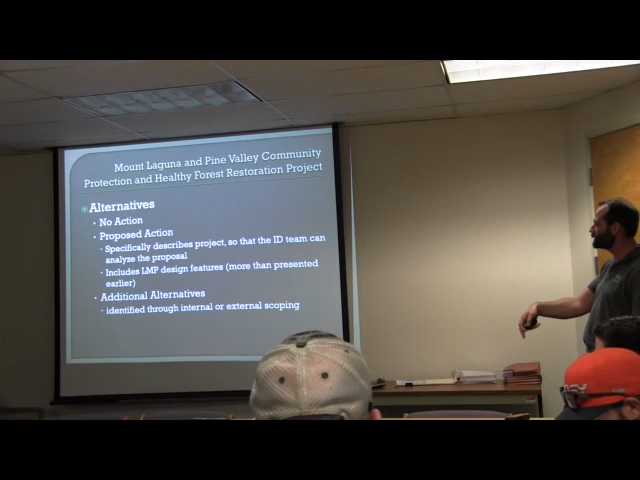 Mount Laguna and Pine Valley Community
Protection and Healthy Forest Restoration Project
Alternatives
• No Action
• Proposed Action
• Specifically describes project, so that the ID team can
analyze the proposal
• Includes LMP design features (more than presented
earlier)
• Additional Alternatives
• identified through internal or external scoping